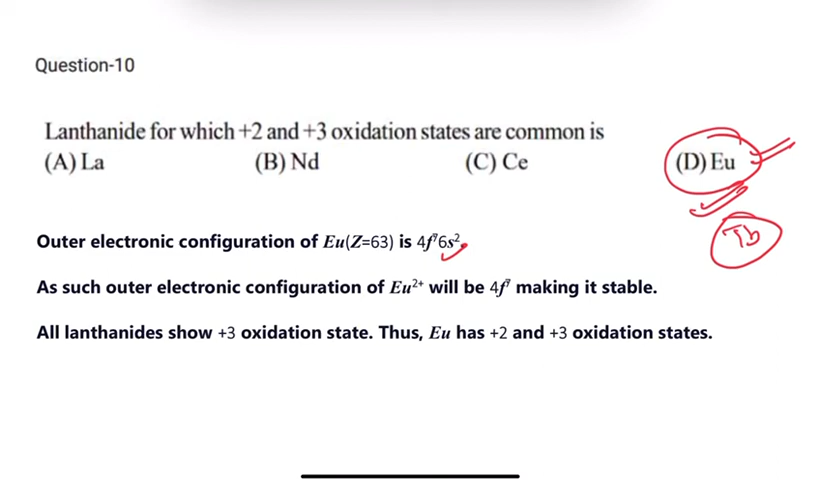 Question-10
Lanthanide for which +2 and +3 oxidation states are common is
(A) La (B) Nd (C) Ce (D) Eu
Tb
Outer electronic configuration of Eu(Z=63) is 4f⁷6s².
As such outer electronic configuration of Eu²⁺ will be 4f⁷ making it stable.
All lanthanides show +3 oxidation state. Thus, Eu has +2 and +3 oxidation states.